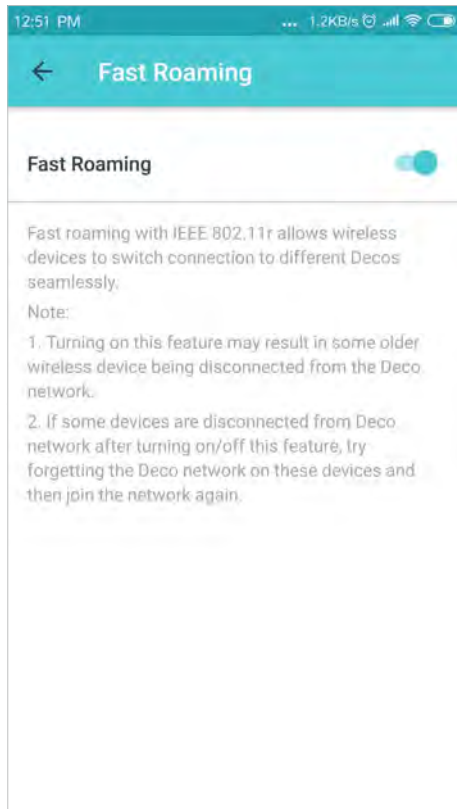 12:51 PM ... 1.2KB/s
Fast Roaming
Fast Roaming
Fast roaming with IEEE 802.11r allows wireless
devices to switch connection to different Decos
seamlessly.
Note:
1. Turning on this feature may result in some older
wireless device being disconnected from the Deco
network.
2. If some devices are disconnected from Deco
network after turning on/off this feature, try
forgetting the Deco network on these devices and
then join the network again.